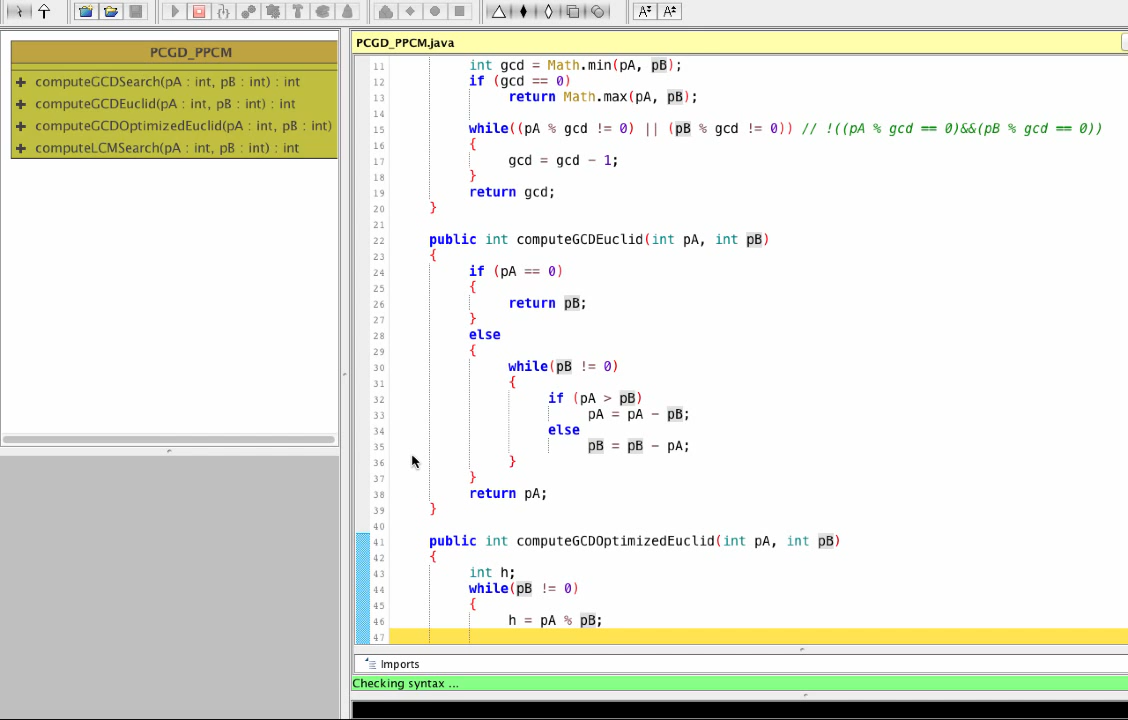 PCGD_PPCM
computeGCDSearch(pA : int, pB : int) : int
computeGCDEuclid(pA : int, pB : int) : int
computeGCDOptimizedEuclid(pA : int, pB : int)
computeLCMSearch(pA : int, pB : int) : int
PCGD_PPCM.java
11 int gcd = Math.min(pA, pB);
12 if (gcd == 0)
13 return Math.max(pA, pB);
14
15 while((pA % gcd != 0) || (pB % gcd != 0)) // !((pA % gcd == 0)&&(pB % gcd == 0))
16 {
17 gcd = gcd - 1;
18 }
19 return gcd;
20 }
21
22 public int computeGCDEuclid(int pA, int pB)
23 {
24 if (pA == 0)
25 {
26 return pB;
27 }
28 else
29 {
30 while(pB != 0)
31 {
32 if (pA > pB)
33 pA = pA - pB;
34 else
35 pB = pB - pA;
36 }
37 }
38 return pA;
39 }
40
41 public int computeGCDOptimizedEuclid(int pA, int pB)
42 {
43 int h;
44 while(pB != 0)
45 {
46 h = pA % pB;
47
Imports
Checking syntax ...